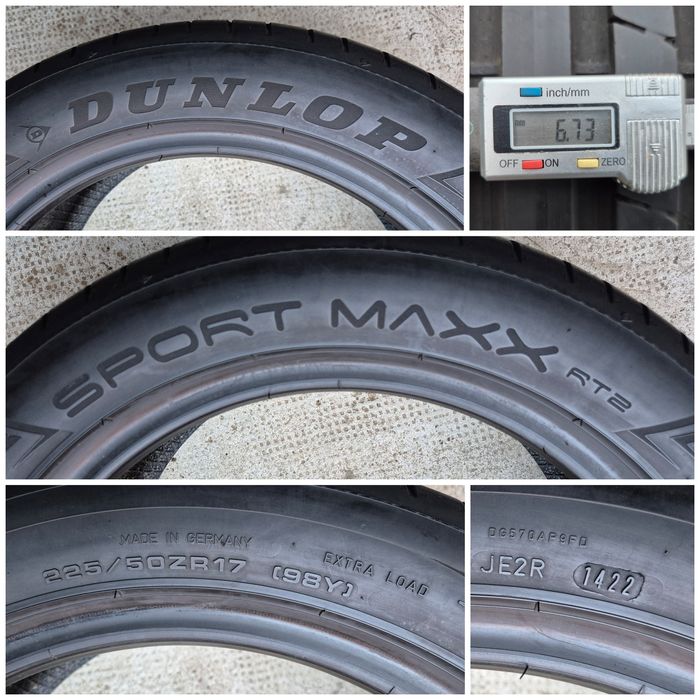 DUNLOP
inch/mm
mm
6.73
OFF ON ZERO
SPORT MAXX RT2
MADE IN GERMANY
225/50ZR17 (98Y)
EXTRA LOAD
JE2R 1422